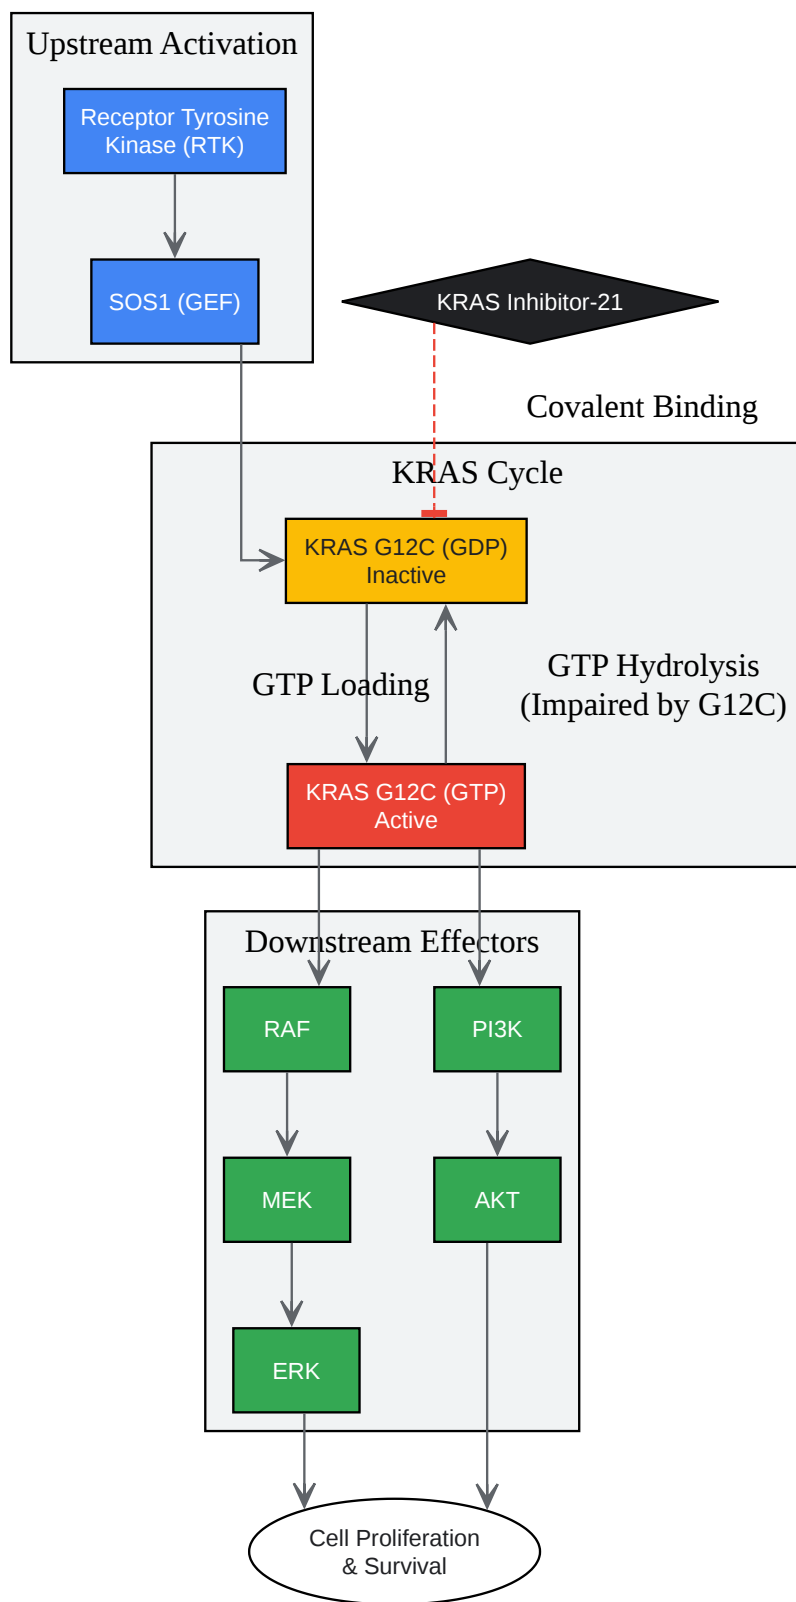 Upstream Activation
Receptor Tyrosine
Kinase (RTK)
SOS1 (GEF)
KRAS Inhibitor-21
Covalent Binding
KRAS Cycle
KRAS G12C (GDP)
Inactive
GTP Loading
GTP Hydrolysis
(Impaired by G12C)
KRAS G12C (GTP)
Active
Downstream Effectors
RAF
PI3K
MEK
AKT
ERK
Cell Proliferation
& Survival